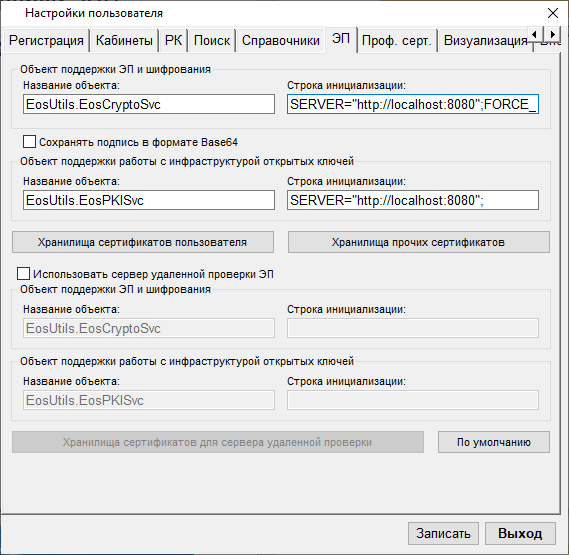 Настройки пользователя
Регистрация Кабинеты РК Поиск Справочники ЭП Проф. серт. Визуализация
Объект поддержки ЭП и шифрования
Название объекта: Строка инициализации:
EosUtils.EosCryptoSvc SERVER="http://localhost:8080";FORCE_
Сохранять подпись в формате Base64
Объект поддержки работы с инфраструктурой открытых ключей
Название объекта: Строка инициализации:
EosUtils.EosPKISvc SERVER="http://localhost:8080";
Хранилища сертификатов пользователя Хранилища прочих сертификатов
Использовать сервер удаленной проверки ЭП
Объект поддержки ЭП и шифрования
Название объекта: Строка инициализации:
EosUtils.EosCryptoSvc
Объект поддержки работы с инфраструктурой открытых ключей
Название объекта: Строка инициализации:
EosUtils.EosPKISvc
Хранилища сертификатов для сервера удаленной проверки По умолчанию
Записать Выход